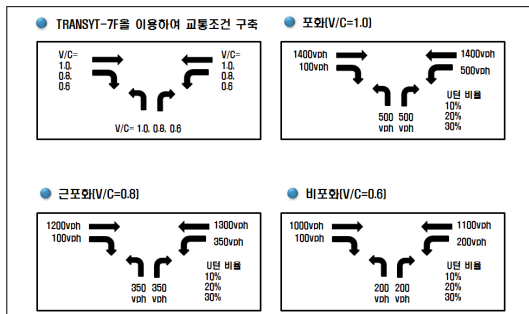 TRANSYT-7F을 이용하여 교통조건 구축
V/C=
1.0,
0.8,
0.6
V/C=
1.0,
0.8,
0.6
V/C= 1.0, 0.8, 0.6
포화(V/C=1.0)
1400vph
100vph
1400vph
500vph
500
vph
500
vph
U턴 비율
10%
20%
30%
근포화(V/C=0.8)
1200vph
100vph
1300vph
350vph
350
vph
350
vph
U턴 비율
10%
20%
30%
비포화(V/C=0.6)
1000vph
100vph
1100vph
200vph
200
vph
200
vph
U턴 비율
10%
20%
30%